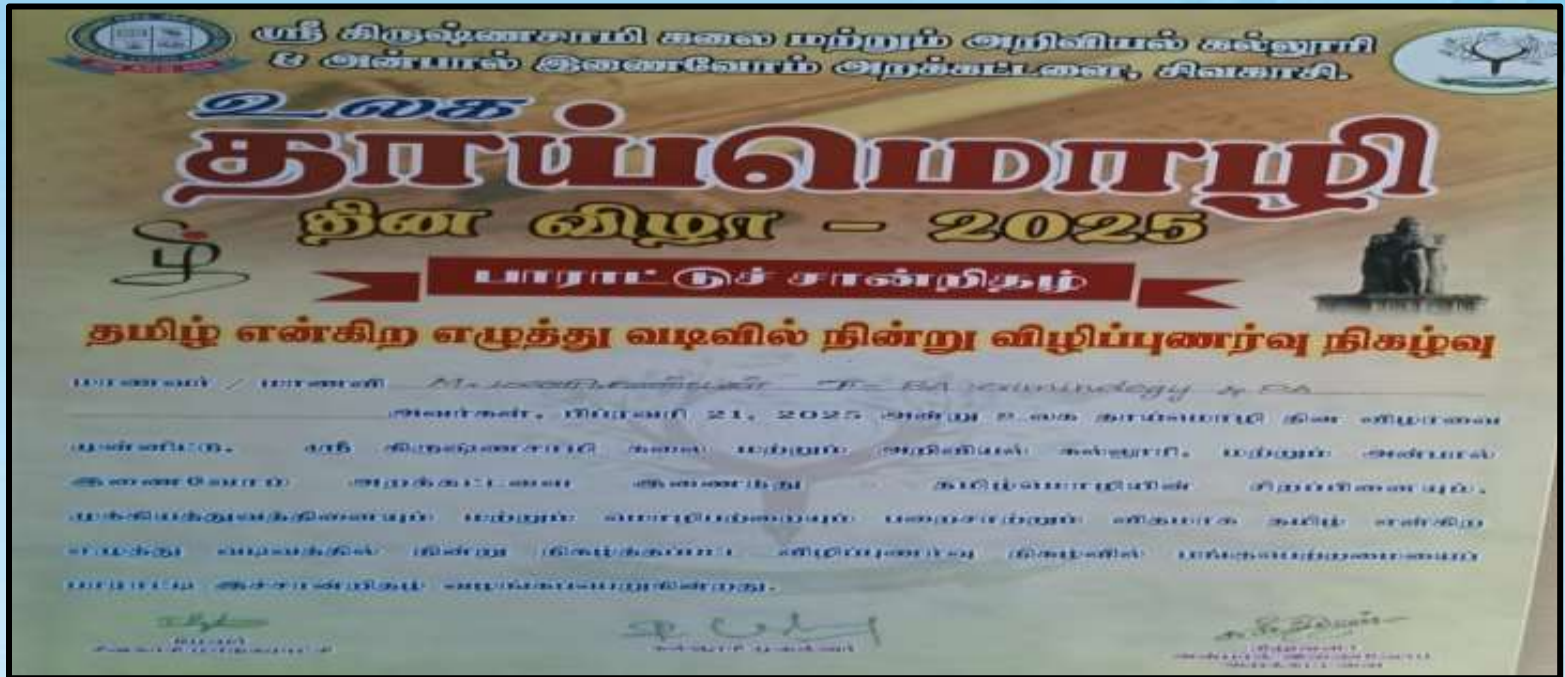 ஸ்ரீ கிருஷ்ணசாமி கலை மற்றும் அறிவியல் கல்லூரி
& அன்பால் இணைவோம் அறக்கட்டளை, சிவகாசி.
உலக
தாய்மொழி
தின விழா - 2025
ழ்
பாராட்டுச் சான்றிதழ்
தமிழ் என்கிற எழுத்து வடிவில் நின்று விழிப்புணர்வு நிகழ்வு
மாணவர் / மாணவி M. BA Criminology &
அவர்கள், பிப்ரவரி 21, 2025 அன்று உலக தாய்மொழி தின விழாவை
முன்னிட்டு, ஸ்ரீ கிருஷ்ணசாமி கலை மற்றும் அறிவியல் கல்லூரி, மற்றும் அன்பால்
இணைவோம் அறக்கட்டளை இணைந்து தமிழ்மொழியின் சிறப்பினையும்,
முக்கியத்துவத்தினையும் மற்றும் மொழிபற்றையும் பறைசாற்றும் விதமாக தமிழ் என்கிற
எழுத்து வடிவத்தில் நின்று நிகழ்த்தப்பட்ட விழிப்புணர்வு நிகழ்வில் பங்குபெற்றமையைப்
பாராட்டி இச்சான்றிதழ் வழங்கப்பெறுகின்றது.